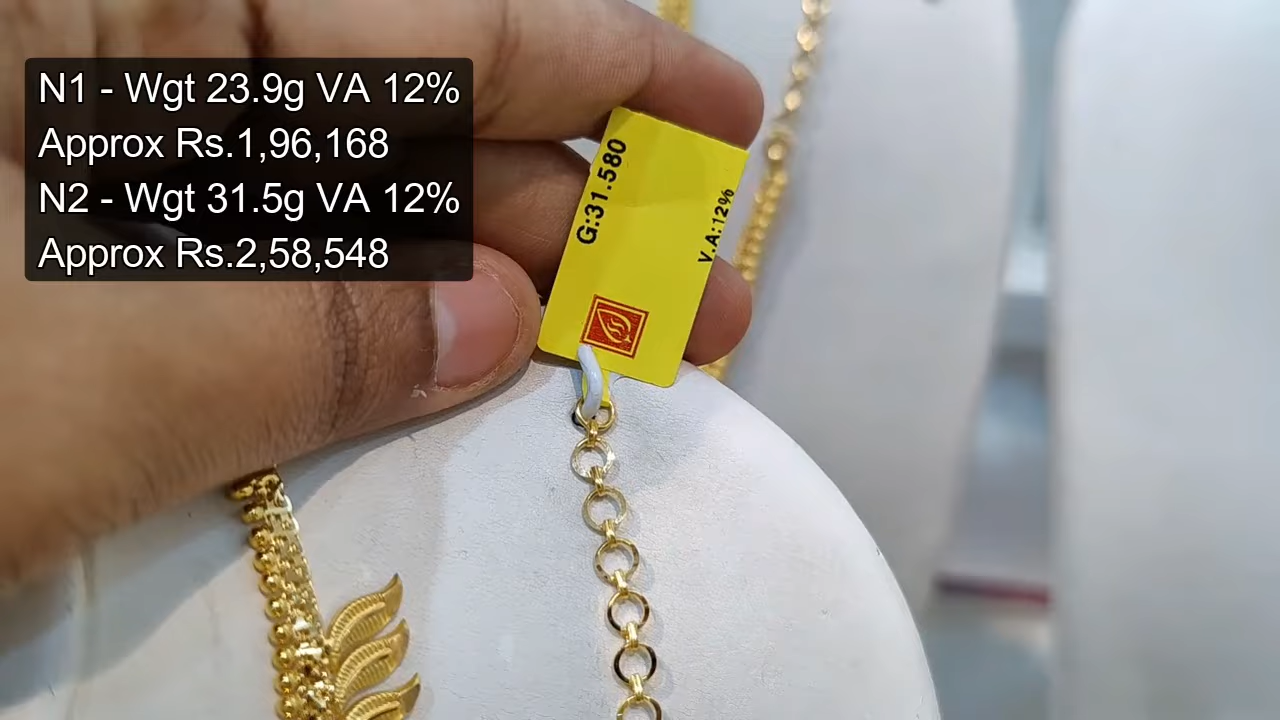 N1 - Wgt 23.9g VA 12%
Approx Rs.1,96,168
N2 - Wgt 31.5g VA 12%
Approx Rs.2,58,548
G:31.580
V.A:12%